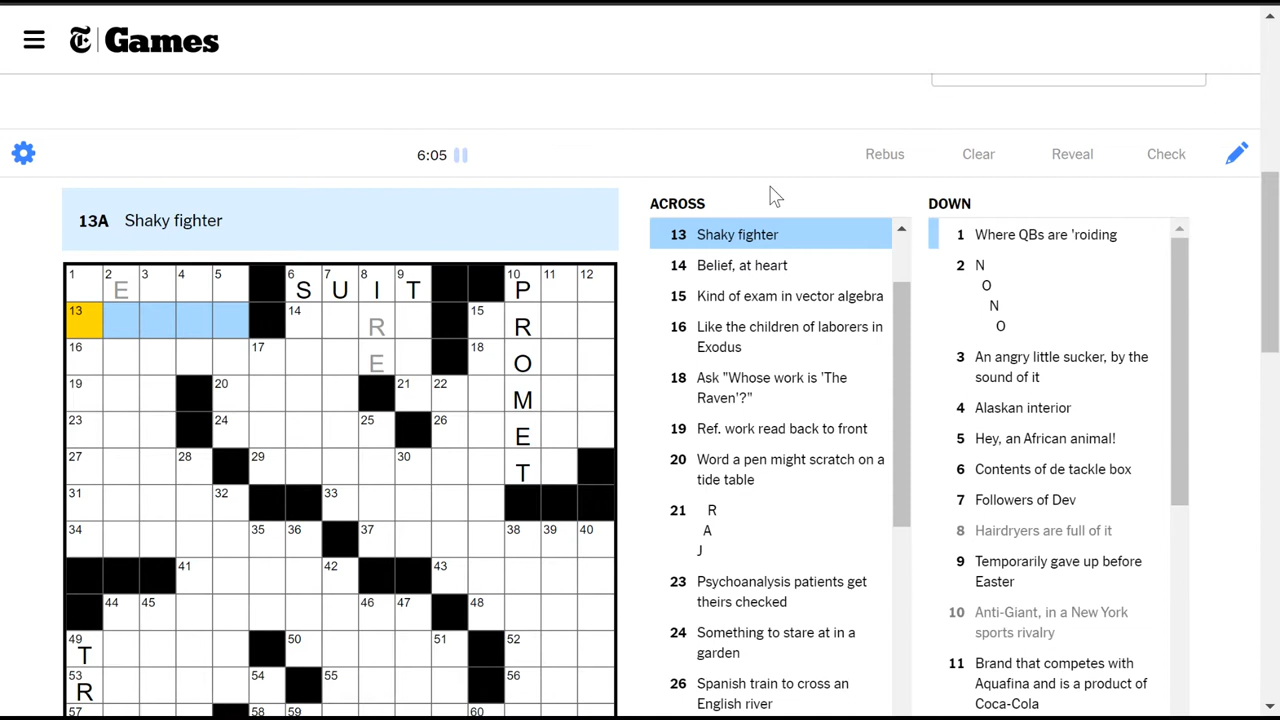 Games
6:05
Rebus
Clear
Reveal
Check
13A Shaky fighter
ACROSS
13 Shaky fighter
14 Belief, at heart
15 Kind of exam in vector algebra
16 Like the children of laborers in
Exodus
18 Ask "Whose work is 'The
Raven'?"
19 Ref. work read back to front
20 Word a pen might scratch on a
tide table
21 R
A
J
23 Psychoanalysis patients get
theirs checked
24 Something to stare at in a
garden
26 Spanish train to cross an
English river
DOWN
1 Where QBs are 'roiding
2 N
O
N
O
3 An angry little sucker, by the
sound of it
4 Alaskan interior
5 Hey, an African animal!
6 Contents of de tackle box
7 Followers of Dev
8 Hairdryers are full of it
9 Temporarily gave up before
Easter
10 Anti-Giant, in a New York
sports rivalry
11 Brand that competes with
Aquafina and is a product of
Coca-Cola
1 2 3 4 5 6 7 8 9 10 11 12
E S U I T P
13 14 15
R R
16 17 18
E O
19 20 21 22
M
23 24 25 26
E
27 28 29 30
T
31 32 33
34 35 36 37 38 39 40
41 42 43
44 45 46 47 48
49 50 51 52
T
53 54 55 56
R
57 58 59 60